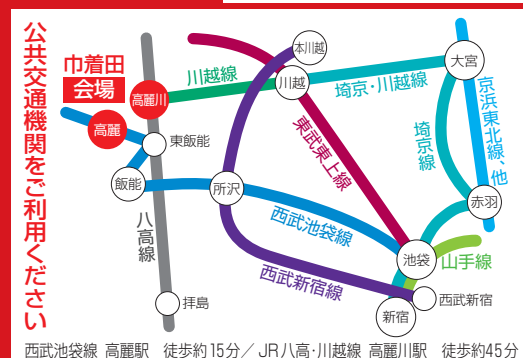 公共交通機関をご利用ください
巾着田
会場
高麗川
高麗
東飯能
飯能
八高線
拝島
川越線
本川越
川越
埼京・川越線
大宮
京浜東北線、他
埼京線
赤羽
東武東上線
所沢
西武池袋線
西武新宿線
池袋
山手線
西武新宿
新宿
西武池袋線 高麗駅 徒歩約15分／JR八高・川越線 高麗川駅 徒歩約45分